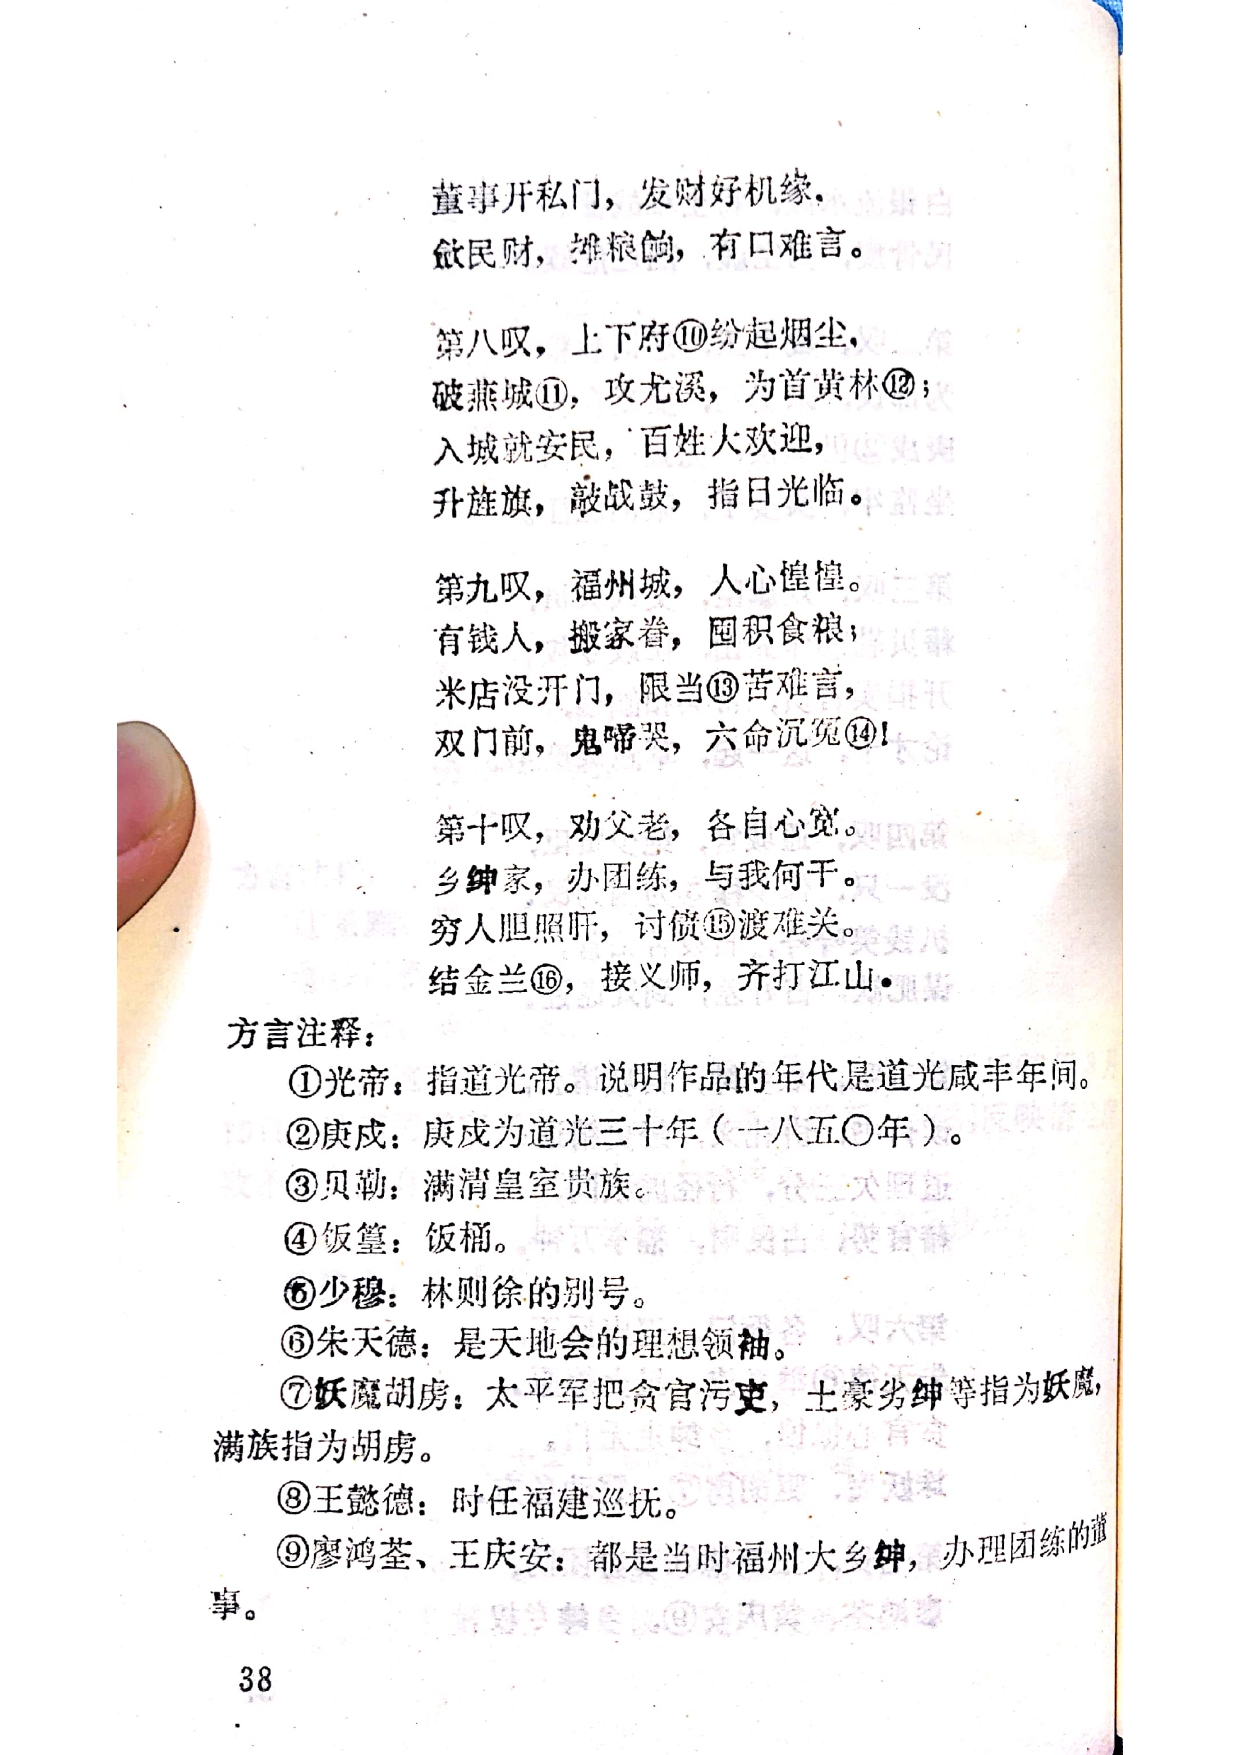 董事开私门，发财好机缘，
敛民财，摊粮饷，有口难言。
第八叹，上下府⑩纷起烟尘，
破燕城⑪，攻尤溪，为首黄林⑫；
入城就安民，百姓大欢迎，
升旌旗，敲战鼓，指日光临。
第九叹，福州城，人心惶惶。
有钱人，搬家眷，囤积食粮；
米店没开门，限当⑬苦难言，
双门前，鬼啼哭，六命沉冤⑭！
第十叹，劝父老，各自心宽。
乡绅家，办团练，与我何干。
穷人胆照肝，讨债⑮渡难关。
结金兰⑯，接义师，齐打江山。
方言注释：
①光帝：指道光帝。说明作品的年代是道光咸丰年间。
②庚戍：庚戍为道光三十年（一八五〇年）。
③贝勒：满清皇室贵族。
④饭篁：饭桶。
⑤少穆：林则徐的别号。
⑥朱天德：是天地会的理想领袖。
⑦妖魔胡虏：太平军把贪官污吏，土豪劣绅等指为妖魔，
满族指为胡虏。
⑧王懿德：时任福建巡抚。
⑨廖鸿荃、王庆安：都是当时福州大乡绅，办理团练的董
事。
38